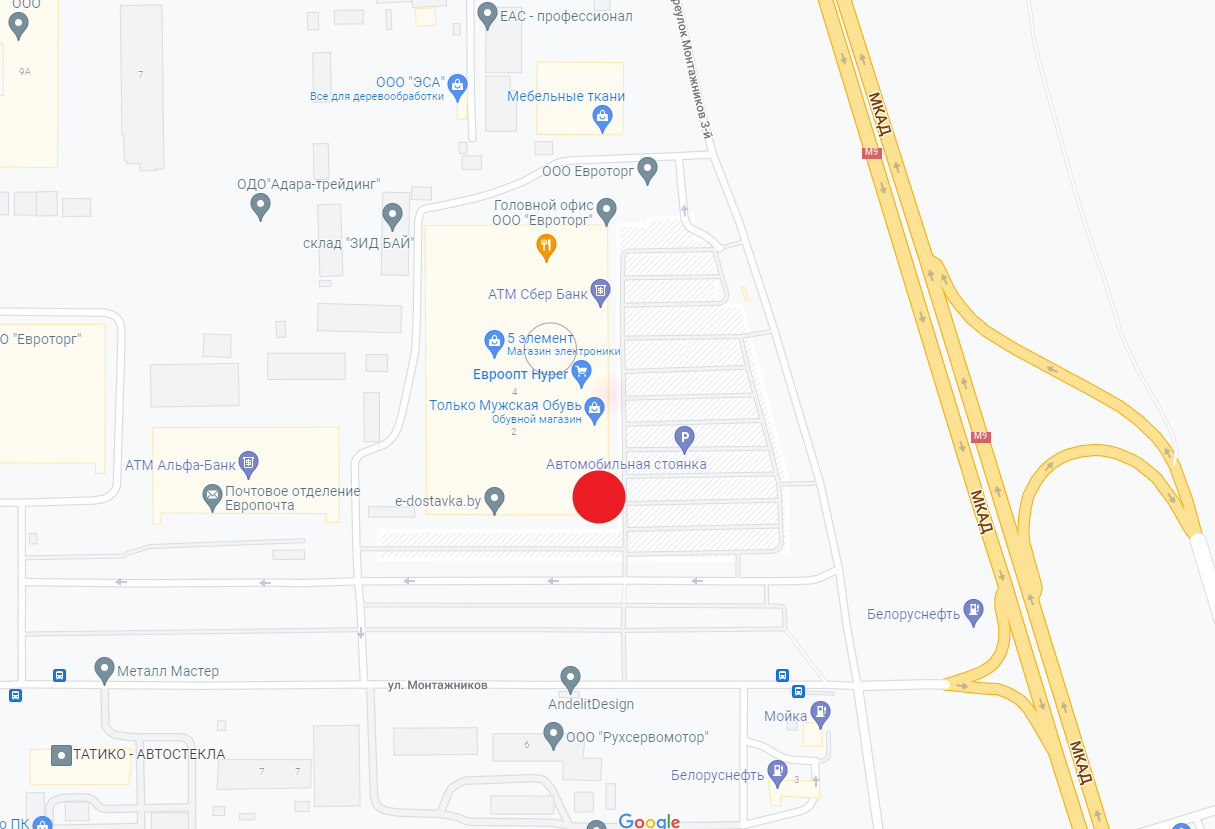 ООО
ЕАС - профессионал
9А
7
ООО "ЭСА"
Все для деревообработки
Мебельные ткани
реулок Монтажников 3-й
МКАД
M9
ООО Евроторг
ОДО"Адара-трейдинг"
Головной офис
ООО "Евроторг"
склад "ЗИД БАЙ"
АТМ Сбер Банк
О "Евроторг"
5 элемент
Магазин электроники
Евроопт Hyper
4
Только Мужская Обувь
Обувной магазин
2
P
M9
Автомобильная стоянка
АТМ Альфа-Банк
Почтовое отделение
Европочта
e-dostavka.by
МКАД
Белоруснефть
Металл Мастер
ул. Монтажников
AndelitDesign
Мойка
ООО "Рухсервомотор"
6
МКАД
ТАТИКО - АВТОСТЕКЛА
7
7
Белоруснефть
3
о ПК
Google